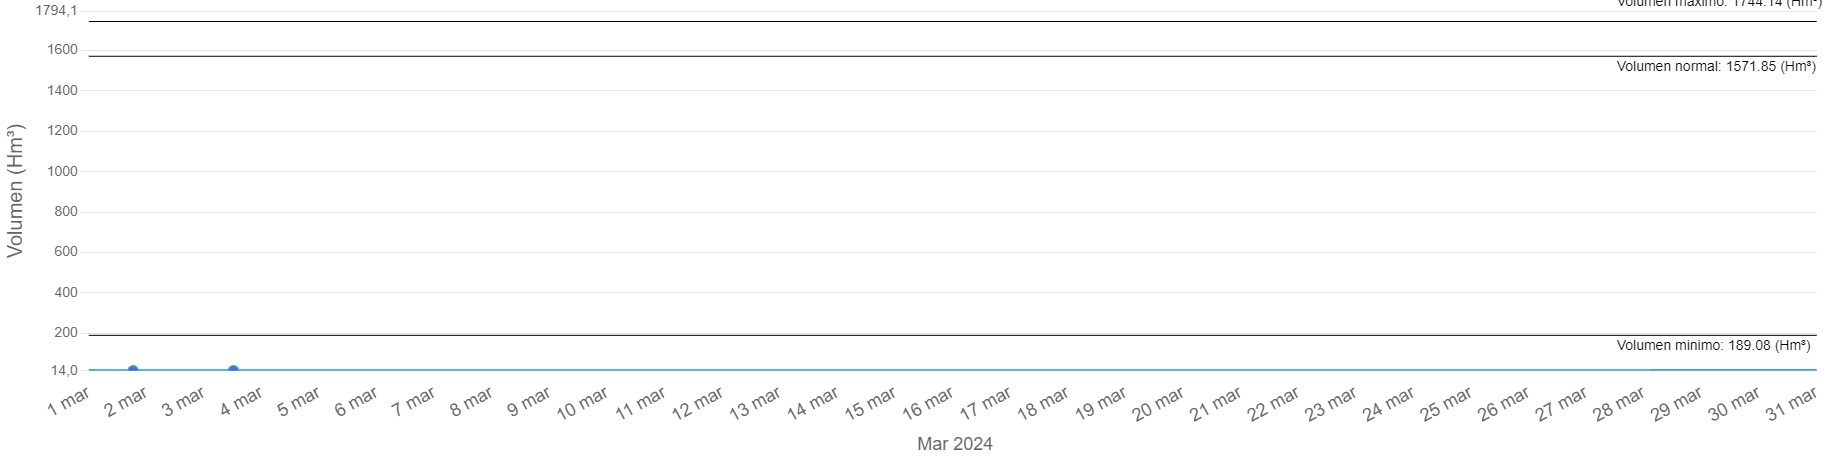 1794,1
Volumen máximo: 1744.14 (Hm³)
1600
Volumen normal: 1571.85 (Hm³)
1400
1200
1000
800
600
400
200
Volumen minimo: 189.08 (Hm³)
14,0
Volumen (Hm³)
1 mar 2 mar 3 mar 4 mar 5 mar 6 mar 7 mar 8 mar 9 mar 10 mar 11 mar 12 mar 13 mar 14 mar 15 mar 16 mar 17 mar 18 mar 19 mar 20 mar 21 mar 22 mar 23 mar 24 mar 25 mar 26 mar 27 mar 28 mar 29 mar 30 mar 31 mar
Mar 2024